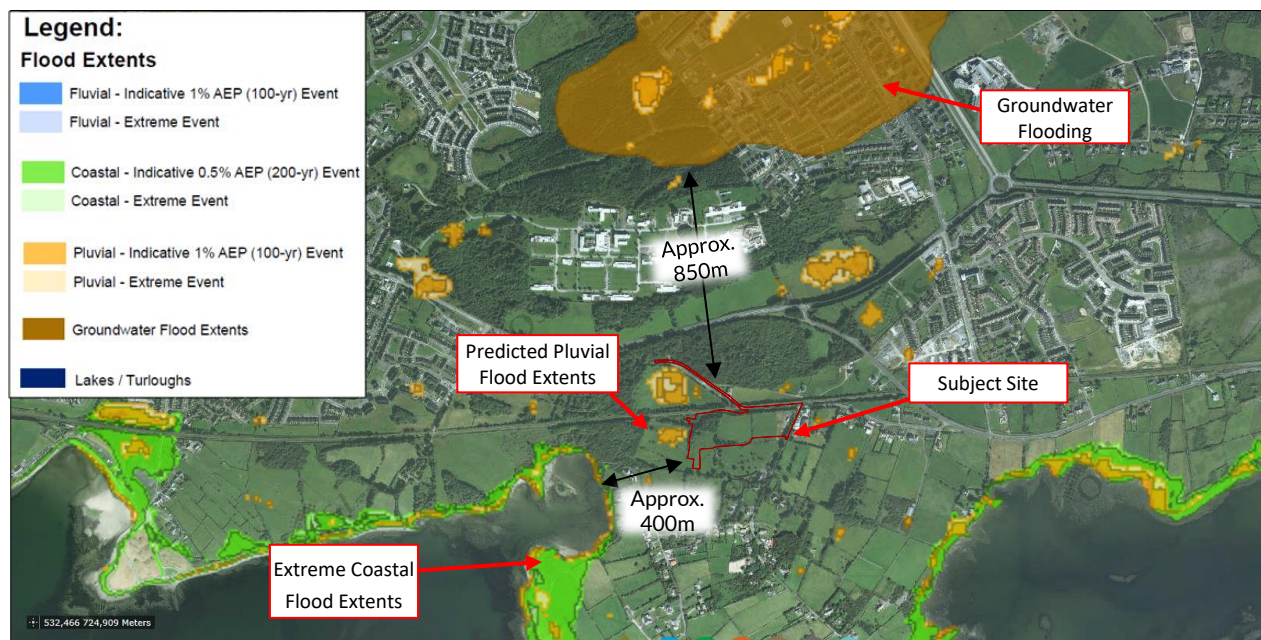 Legend:
Flood Extents
Fluvial - Indicative 1% AEP (100-yr) Event
Fluvial - Extreme Event
Coastal - Indicative 0.5% AEP (200-yr) Event
Coastal - Extreme Event
Pluvial - Indicative 1% AEP (100-yr) Event
Pluvial - Extreme Event
Groundwater Flood Extents
Lakes / Turloughs
Groundwater
Flooding
Approx.
850m
Predicted Pluvial
Flood Extents
Subject Site
Approx.
400m
Extreme Coastal
Flood Extents
532,466 724,909 Meters